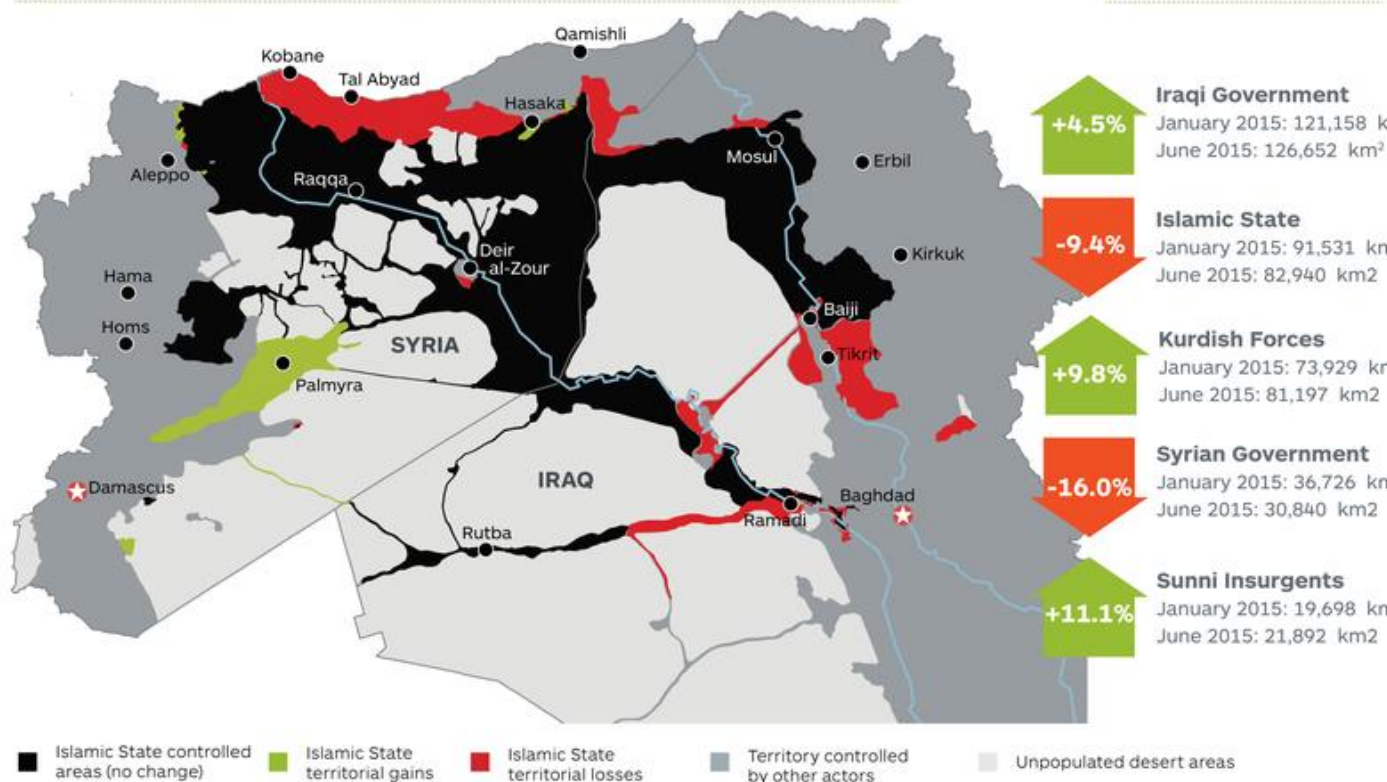 Kobane
Qamishli
Tal Abyad
Hasaka
Aleppo
Raqqa
Mosul
Erbil
Deir
al-Zour
Kirkuk
Hama
Homs
SYRIA
Baiji
Tikrit
Palmyra
IRAQ
Damascus
Baghdad
Ramadi
Rutba
+4.5%
Iraqi Government
January 2015: 121,158 k
June 2015: 126,652 km²
-9.4%
Islamic State
January 2015: 91,531 km
June 2015: 82,940 km2
+9.8%
Kurdish Forces
January 2015: 73,929 km
June 2015: 81,197 km2
-16.0%
Syrian Government
January 2015: 36,726 km
June 2015: 30,840 km2
+11.1%
Sunni Insurgents
January 2015: 19,698 km
June 2015: 21,892 km2
Islamic State controlled
areas (no change)
Islamic State
territorial gains
Islamic State
territorial losses
Territory controlled
by other actors
Unpopulated desert areas